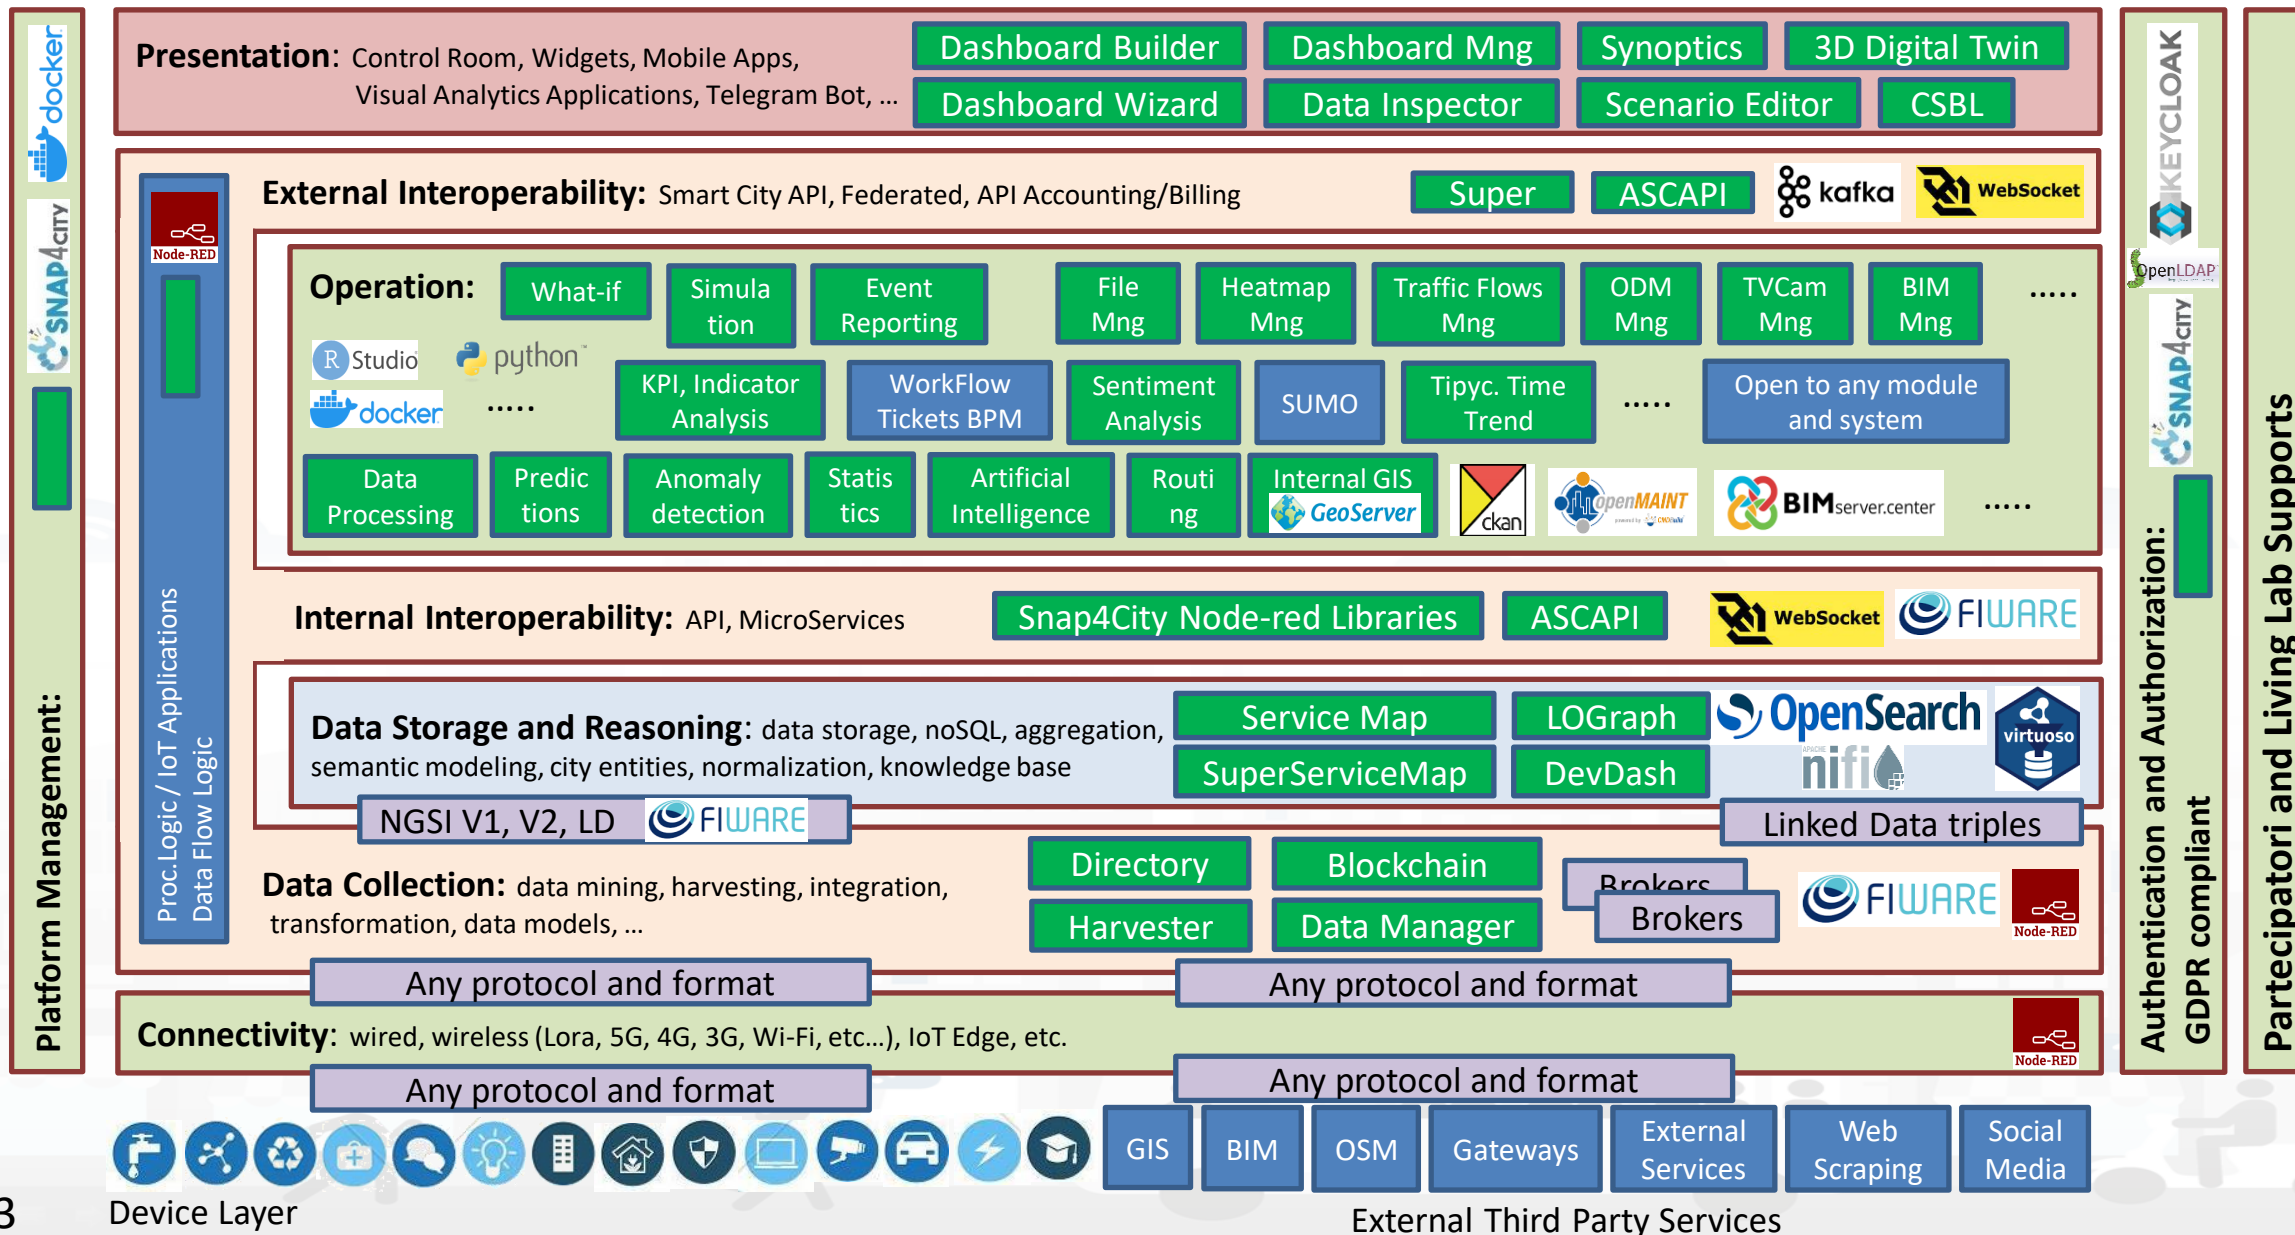 docker
SNAP4CITY
Platform Management:
Presentation: Control Room, Widgets, Mobile Apps,
Visual Analytics Applications, Telegram Bot, ...
Dashboard Builder
Dashboard Mng
Synoptics
3D Digital Twin
Dashboard Wizard
Data Inspector
Scenario Editor
CSBL
Node-RED
Proc.Logic / IoT Applications
Data Flow Logic
External Interoperability: Smart City API, Federated, API Accounting/Billing
Super
ASCAPI
kafka
WebSocket
Operation:
What-if
Simula
tion
Event
Reporting
File
Mng
Heatmap
Mng
Traffic Flows
Mng
ODM
Mng
TVCam
Mng
BIM
Mng
.....
R Studio
python
docker
.....
KPI, Indicator
Analysis
WorkFlow
Tickets BPM
Sentiment
Analysis
SUMO
Tipyc. Time
Trend
.....
Open to any module
and system
Data
Processing
Predic
tions
Anomaly
detection
Statis
tics
Artificial
Intelligence
Routi
ng
Internal GIS
GeoServer
ckan
openMAINT
BIMserver.center
.....
Internal Interoperability: API, MicroServices
Snap4City Node-red Libraries
ASCAPI
WebSocket
FIWARE
Data Storage and Reasoning: data storage, noSQL, aggregation,
semantic modeling, city entities, normalization, knowledge base
Service Map
LOGraph
OpenSearch
virtuoso
SuperServiceMap
DevDash
APACHE
nifi
NGSI V1, V2, LD
FIWARE
Linked Data triples
Data Collection: data mining, harvesting, integration,
transformation, data models, ...
Directory
Blockchain
Brokers
Harvester
Data Manager
Brokers
FIWARE
Node-RED
Any protocol and format
Any protocol and format
Connectivity: wired, wireless (Lora, 5G, 4G, 3G, Wi-Fi, etc...), IoT Edge, etc.
Node-RED
Any protocol and format
Any protocol and format
GIS
BIM
OSM
Gateways
External
Services
Web
Scraping
Social
Media
3
Device Layer
External Third Party Services
KEYCLOAK
OpenLDAP
SNAP4CITY
Authentication and Authorization:
GDPR compliant
Partecipatori and Living Lab Supports